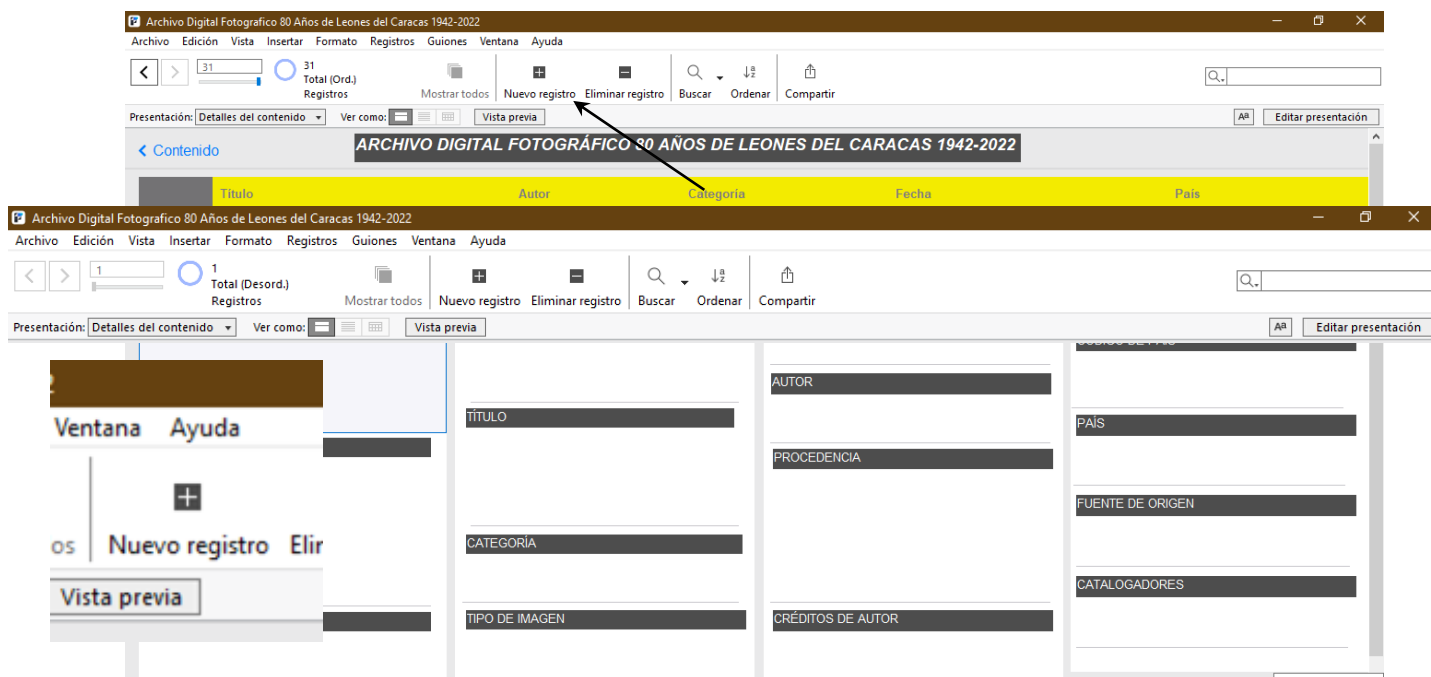 Archivo Digital Fotografico 80 Años de Leones del Caracas 1942-2022
Archivo Edición Vista Insertar Formato Registros Guiones Ventana Ayuda
31
31
Total (Ord.)
Registros
Mostrar todos Nuevo registro Eliminar registro Buscar Ordenar Compartir
Presentación: Detalles del contenido Ver como: Vista previa Aª Editar presentación
Contenido
ARCHIVO DIGITAL FOTOGRÁFICO 80 AÑOS DE LEONES DEL CARACAS 1942-2022
Título Autor Categoría Fecha País
Archivo Digital Fotografico 80 Años de Leones del Caracas 1942-2022
Archivo Edición Vista Insertar Formato Registros Guiones Ventana Ayuda
1
1
Total (Desord.)
Registros
Mostrar todos Nuevo registro Eliminar registro Buscar Ordenar Compartir
Presentación: Detalles del contenido Ver como: Vista previa Aª Editar presentación
AUTOR
TÍTULO
PAÍS
PROCEDENCIA
FUENTE DE ORIGEN
CATEGORÍA
CATALOGADORES
TIPO DE IMAGEN
CRÉDITOS DE AUTOR
Ventana Ayuda
os Nuevo registro Elir
Vista previa